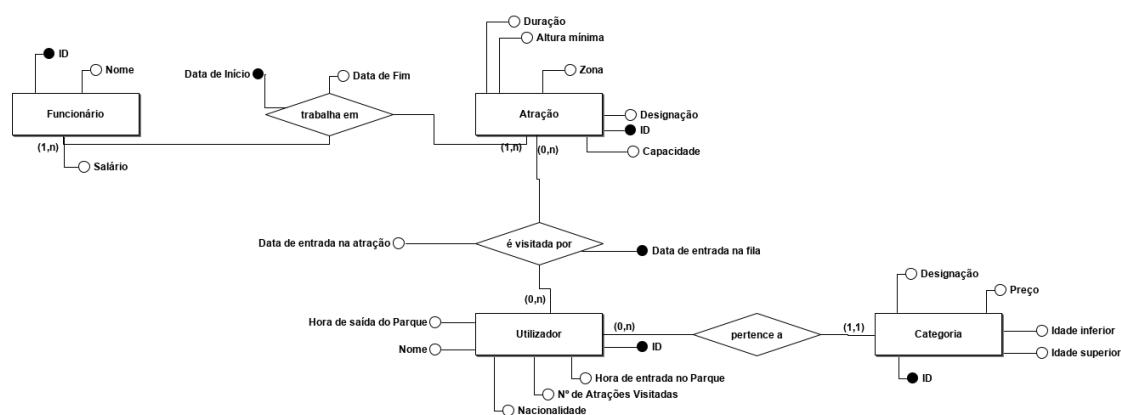 Duração
Altura mínima
ID
Nome
Data de Início
Data de Fim
Zona
Funcionário
trabalha em
Atração
Designação
ID
Capacidade
(1,n)
(1,n)
(0,n)
Salário
Data de entrada na atração
é visitada por
Data de entrada na fila
Designação
Preço
(0,n)
Hora de saída do Parque
Utilizador
(0,n)
pertence a
(1,1)
Categoria
Idade inferior
Nome
ID
Idade superior
Hora de entrada no Parque
ID
Nº de Atrações Visitadas
Nacionalidade